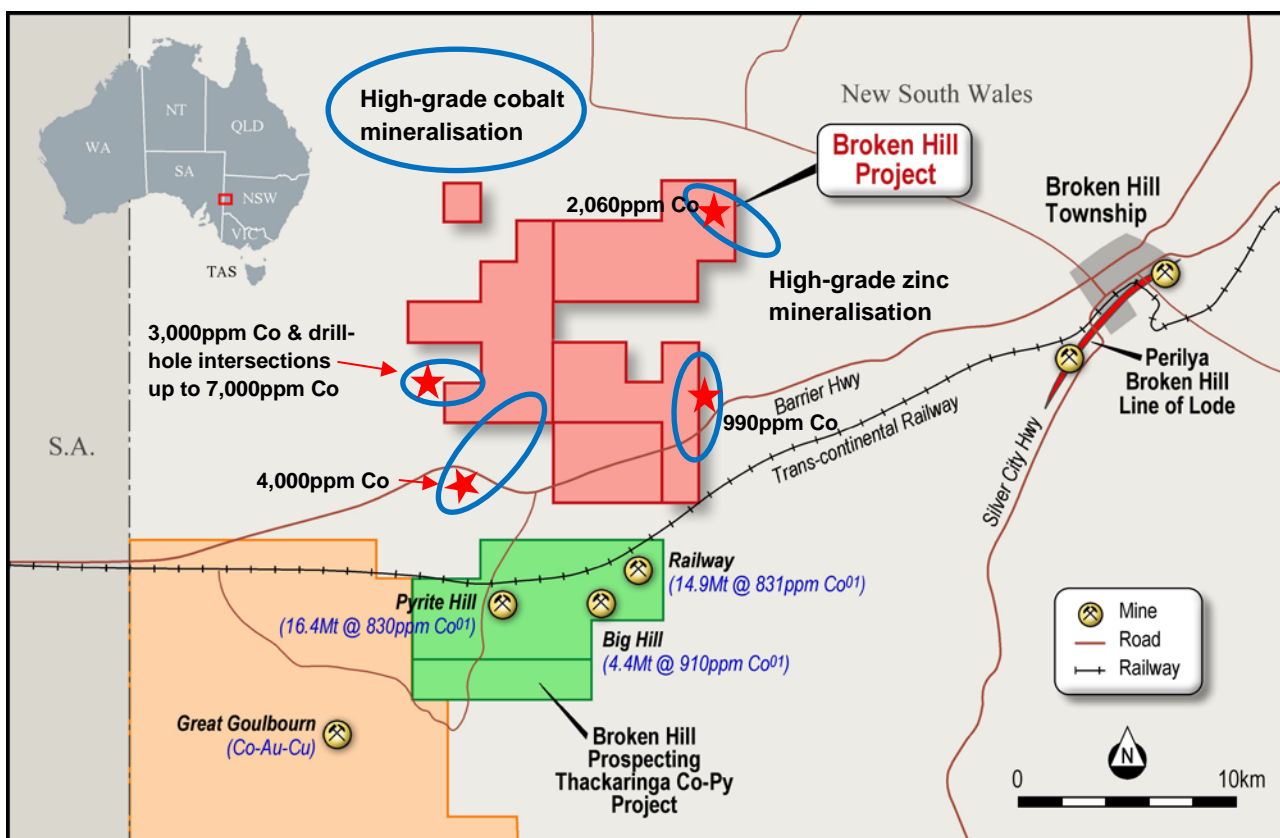 NT
QLD
WA
SA
NSW
VIC
TAS
High-grade cobalt
mineralisation
New South Wales
Broken Hill
Project
2,060ppm Co
Broken Hill
Township
High-grade zinc
mineralisation
3,000ppm Co & drill-
hole intersections
up to 7,000ppm Co
Perilya
Broken Hill
Line of Lode
Barrier Hwy
990ppm Co
Trans-continental Railway
S.A.
4,000ppm Co
Silver City Hwy
Railway
(14.9Mt @ 831ppm Co⁰¹)
Pyrite Hill
(16.4Mt @ 830ppm Co⁰¹)
Big Hill
(4.4Mt @ 910ppm Co⁰¹)
Mine
Road
Railway
Great Goulbourn
(Co-Au-Cu)
Broken Hill
Prospecting
Thackaringa Co-Py
Project
N
0 10km